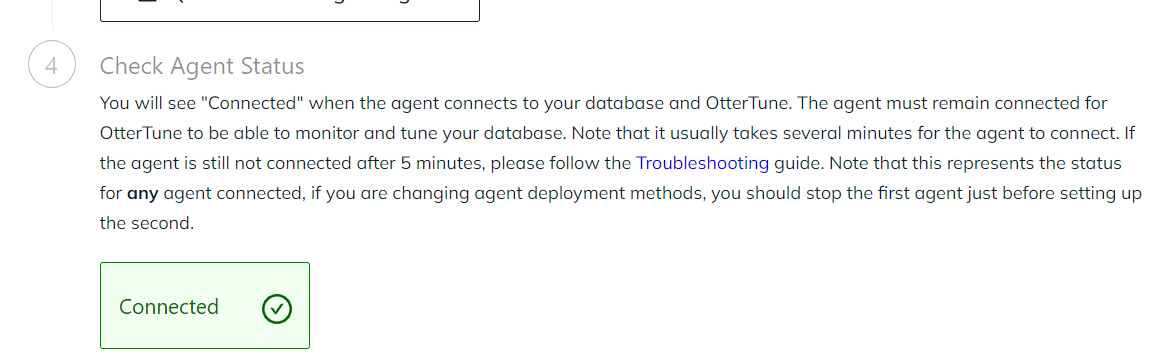 4
Check Agent Status
You will see "Connected" when the agent connects to your database and OtterTune. The agent must remain connected for
OtterTune to be able to monitor and tune your database. Note that it usually takes several minutes for the agent to connect. If
the agent is still not connected after 5 minutes, please follow the Troubleshooting guide. Note that this represents the status
for any agent connected, if you are changing agent deployment methods, you should stop the first agent just before setting up
the second.
Connected